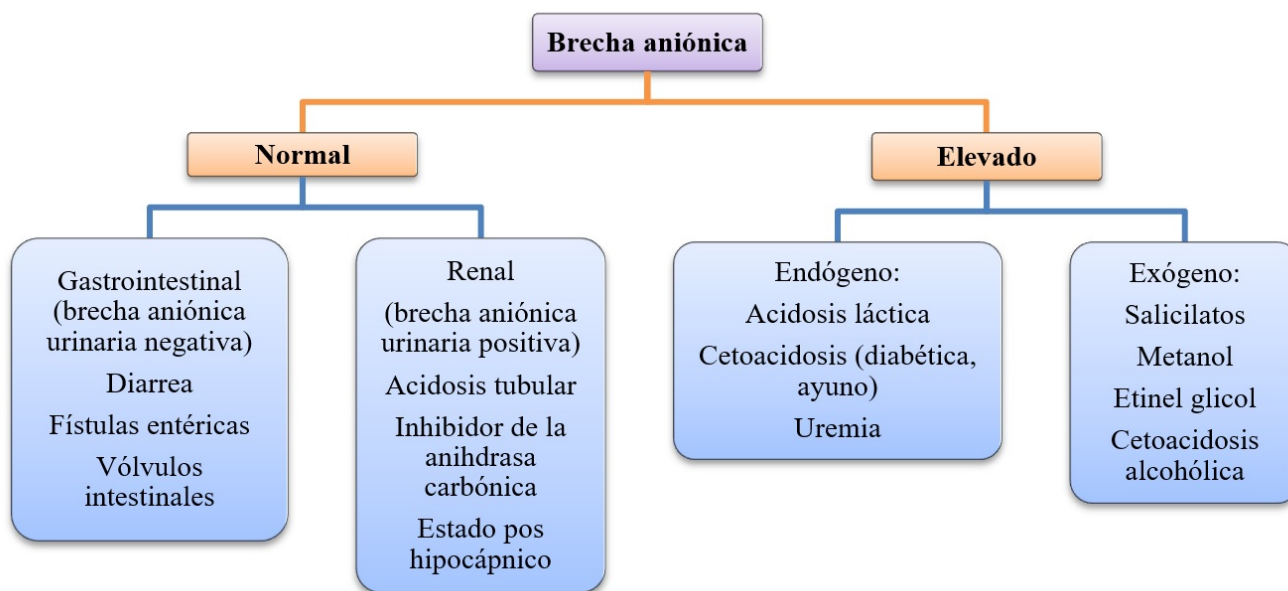 Brecha aniónica
Normal
Elevado
Gastrointestinal
(brecha aniónica
urinaria negativa)
Diarrea
Fístulas entéricas
Vólvulos
intestinales
Renal
(brecha aniónica
urinaria positiva)
Acidosis tubular
Inhibidor de la
anihdrasa
carbónica
Estado pos
hipocápnico
Endógeno:
Acidosis láctica
Cetoacidosis (diabética,
ayuno)
Uremia
Exógeno:
Salicilatos
Metanol
Etinel glicol
Cetoacidosis
alcohólica